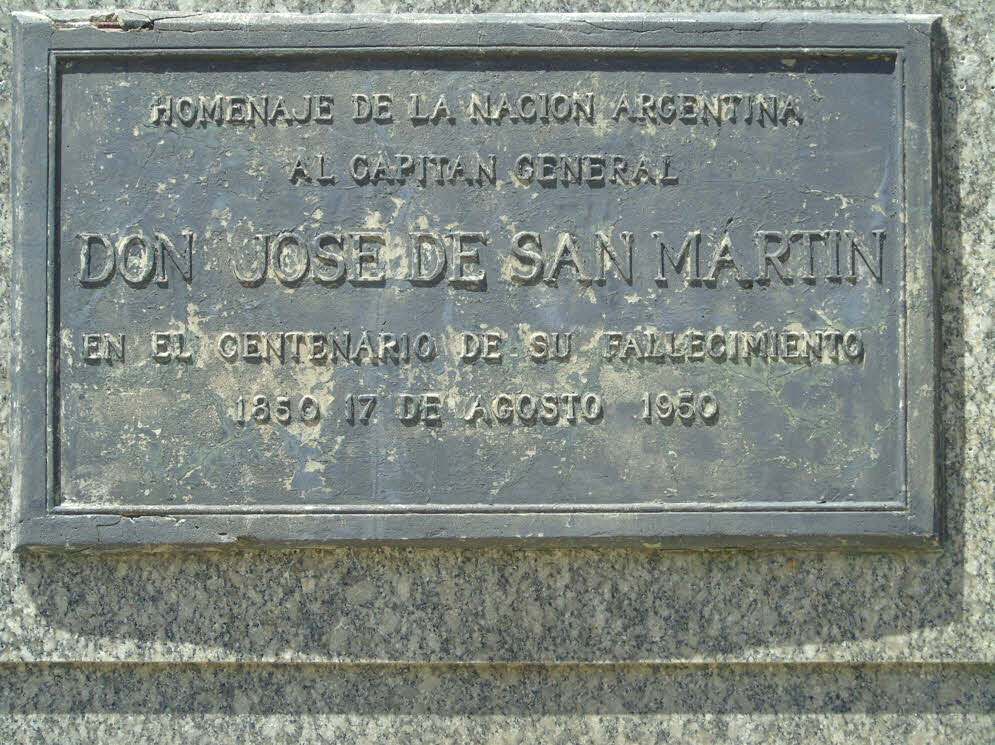 HOMENAJE DE LA NACION ARGENTINA
AL CAPITAN GENERAL
DON JOSE DE SAN MÁRTIN
EN EL CENTENARIO DE SU FALLECIMIENTO
1850 17 DE AGOSTO 1950